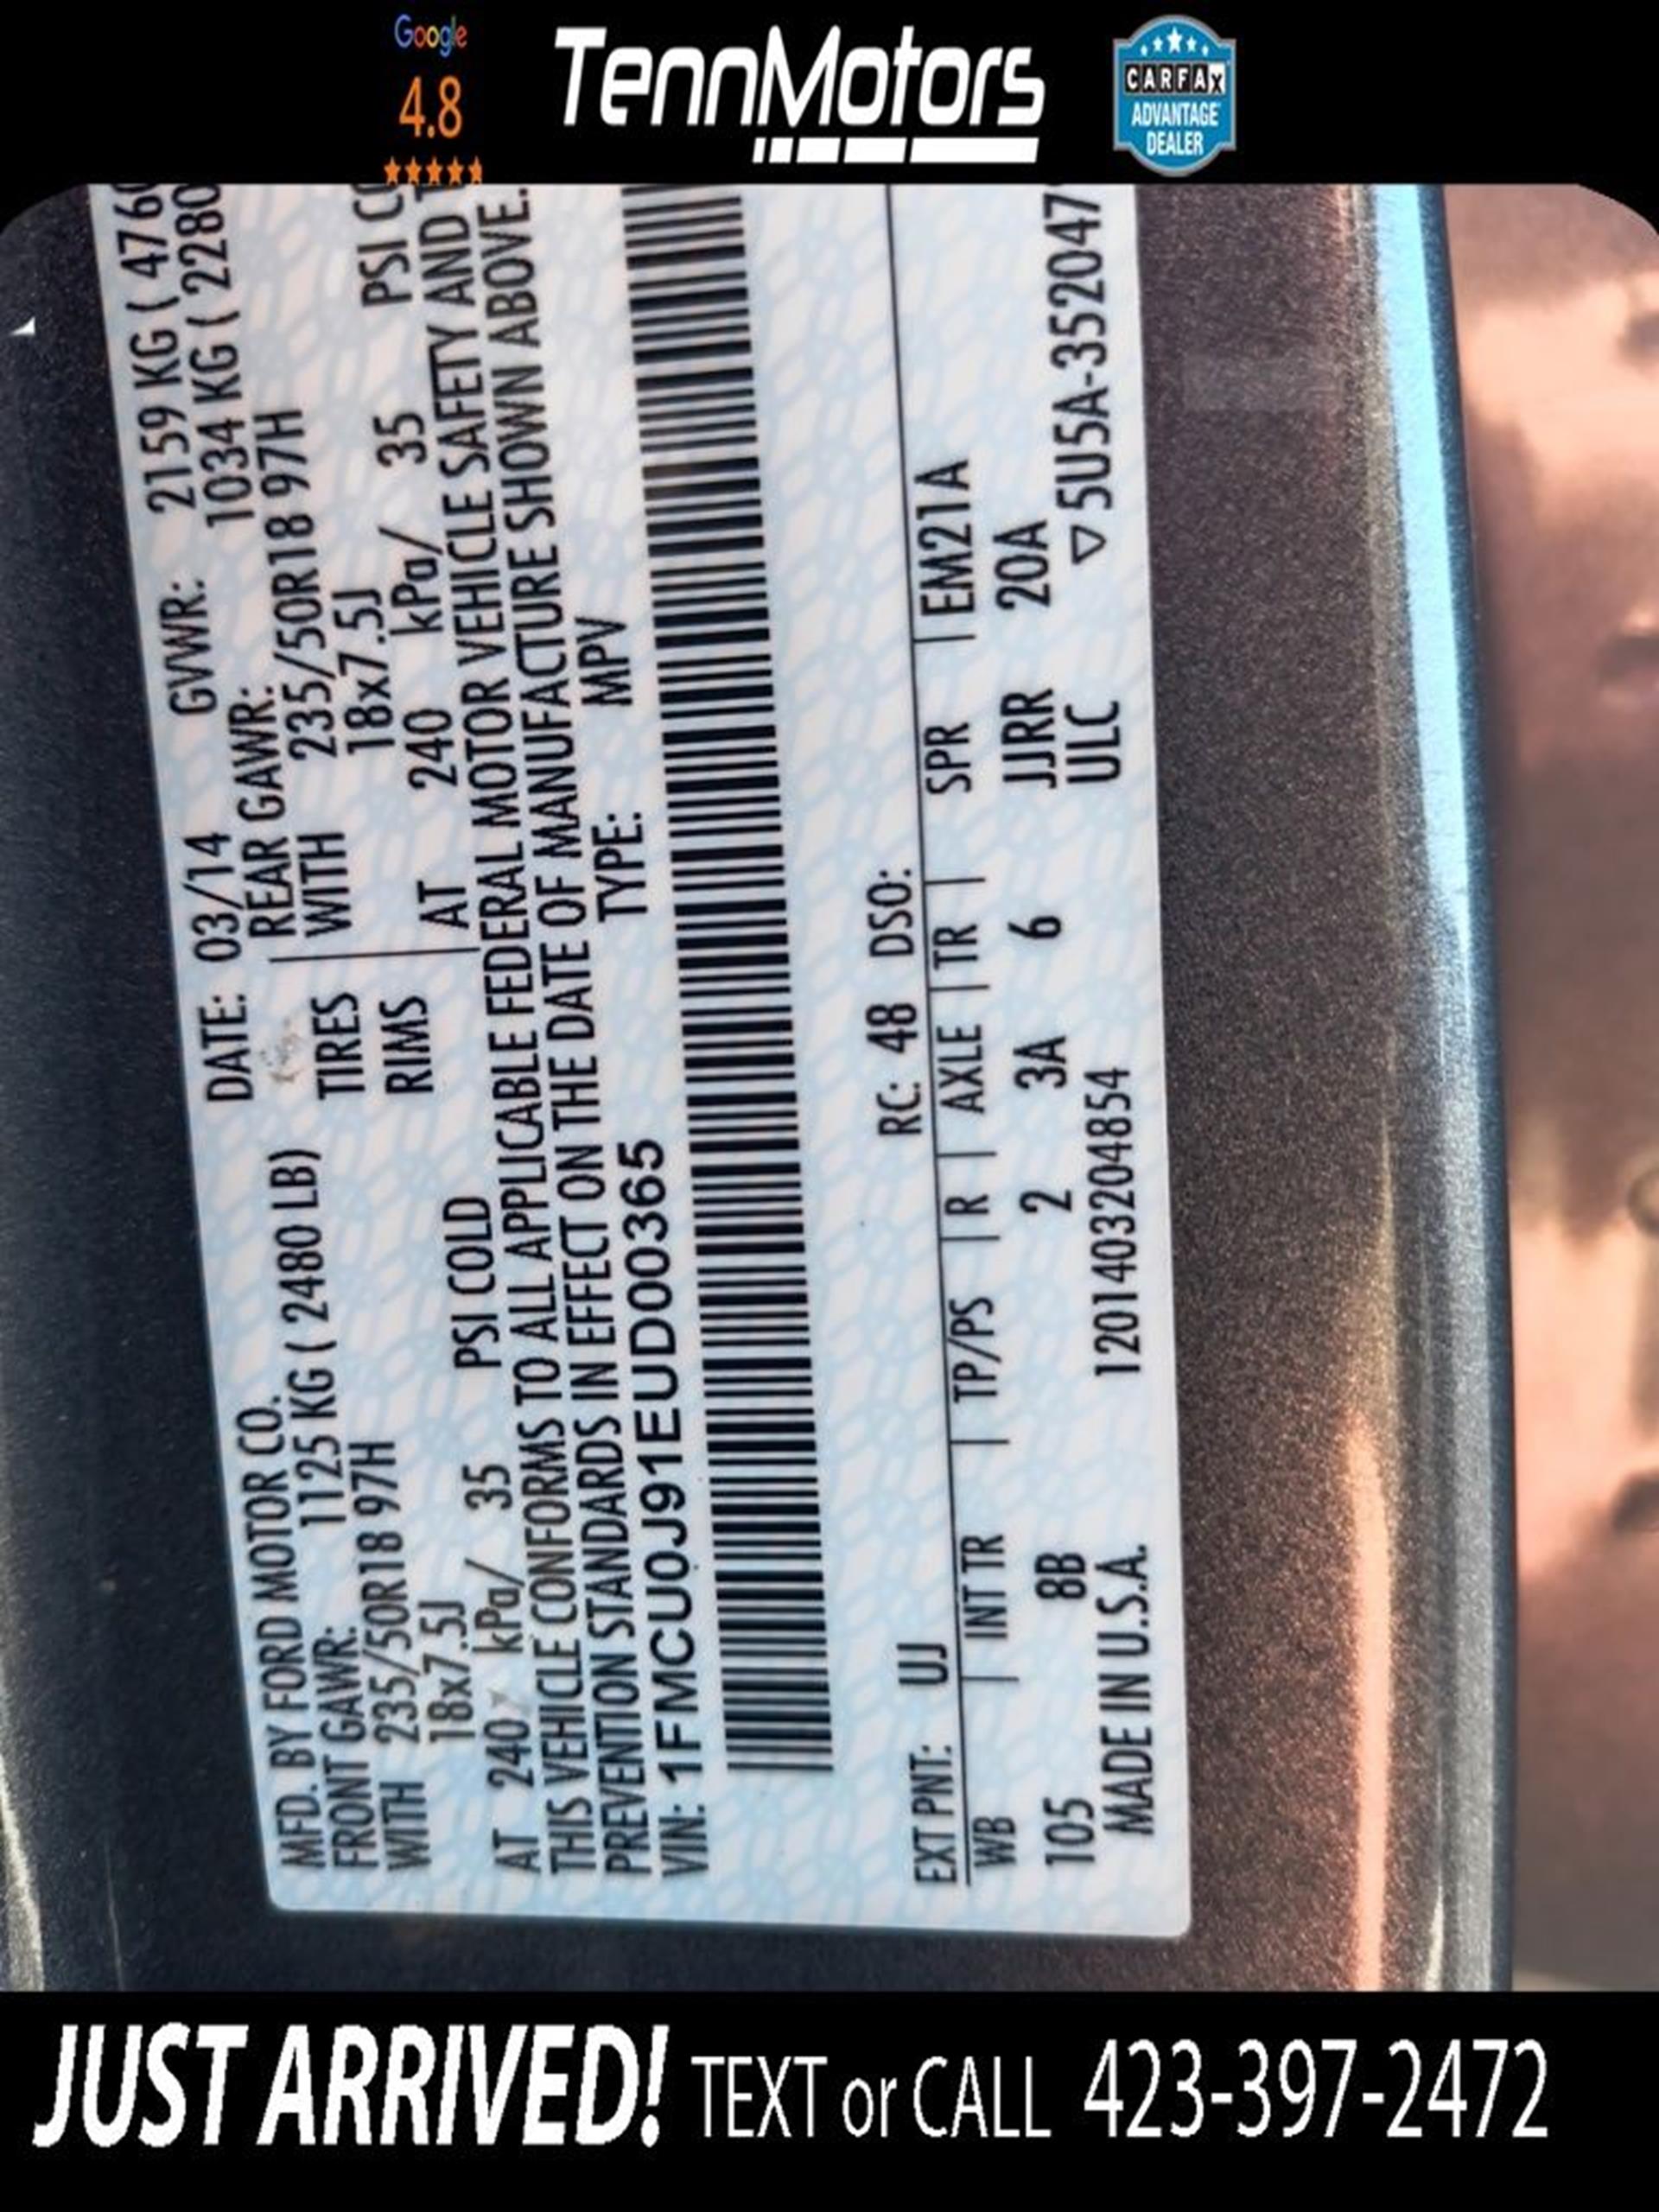 Google
4.8
TennMotors
CARFAX
ADVANTAGE
DEALER
MFD. BY FORD MOTOR CO. DATE: 03/14 GVWR: 2159 KG ( 476
FRONT GAWR: 1125 KG ( 2480 LB) REAR GAWR: 1034 KG ( 2280
WITH 235/50R18 97H TIRES WITH 235/50R18 97H
18x7.5J RIMS 18x7.5J
AT 240 kPa/ 35 PSI COLD AT 240 kPa/ 35 PSI CO
THIS VEHICLE CONFORMS TO ALL APPLICABLE FEDERAL MOTOR VEHICLE SAFETY AND
PREVENTION STANDARDS IN EFFECT ON THE DATE OF MANUFACTURE SHOWN ABOVE.
VIN: 1FMCU0J91EUD00365 TYPE: MPV
EXT PNT: UJ RC: 48 DSO:
WB | INT TR | TP/PS | R | AXLE | TR | SPR | EM21A
105 8B 2 3A 6 JJRR 20A
MADE IN U.S.A. 1201403204854 ULC ▽5U5A-3520472
JUST ARRIVED! TEXT or CALL 423-397-2472